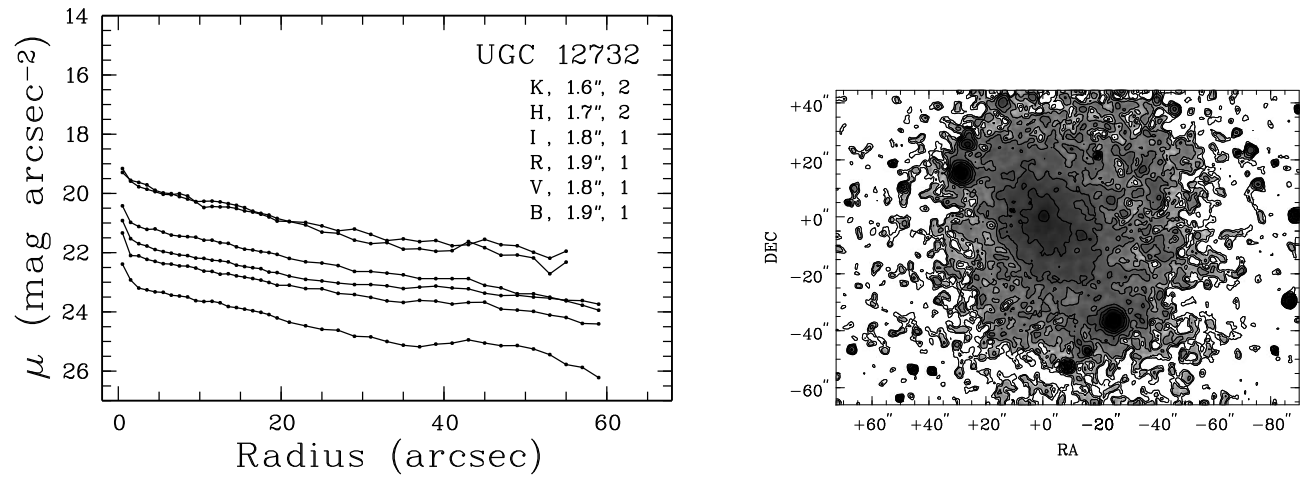 14
16
18
20
22
24
26
μ (mag arcsec−2)
UGC 12732
K, 1.6″, 2
H, 1.7″, 2
I , 1.8″, 1
R, 1.9″, 1
V, 1.8″, 1
B, 1.9″, 1
0 20 40 60
Radius (arcsec)
+40″
+20″
+0″
−20″
−40″
−60″
DEC
+60″ +40″ +20″ +0″ −20″ −40″ −60″ −80″
RA